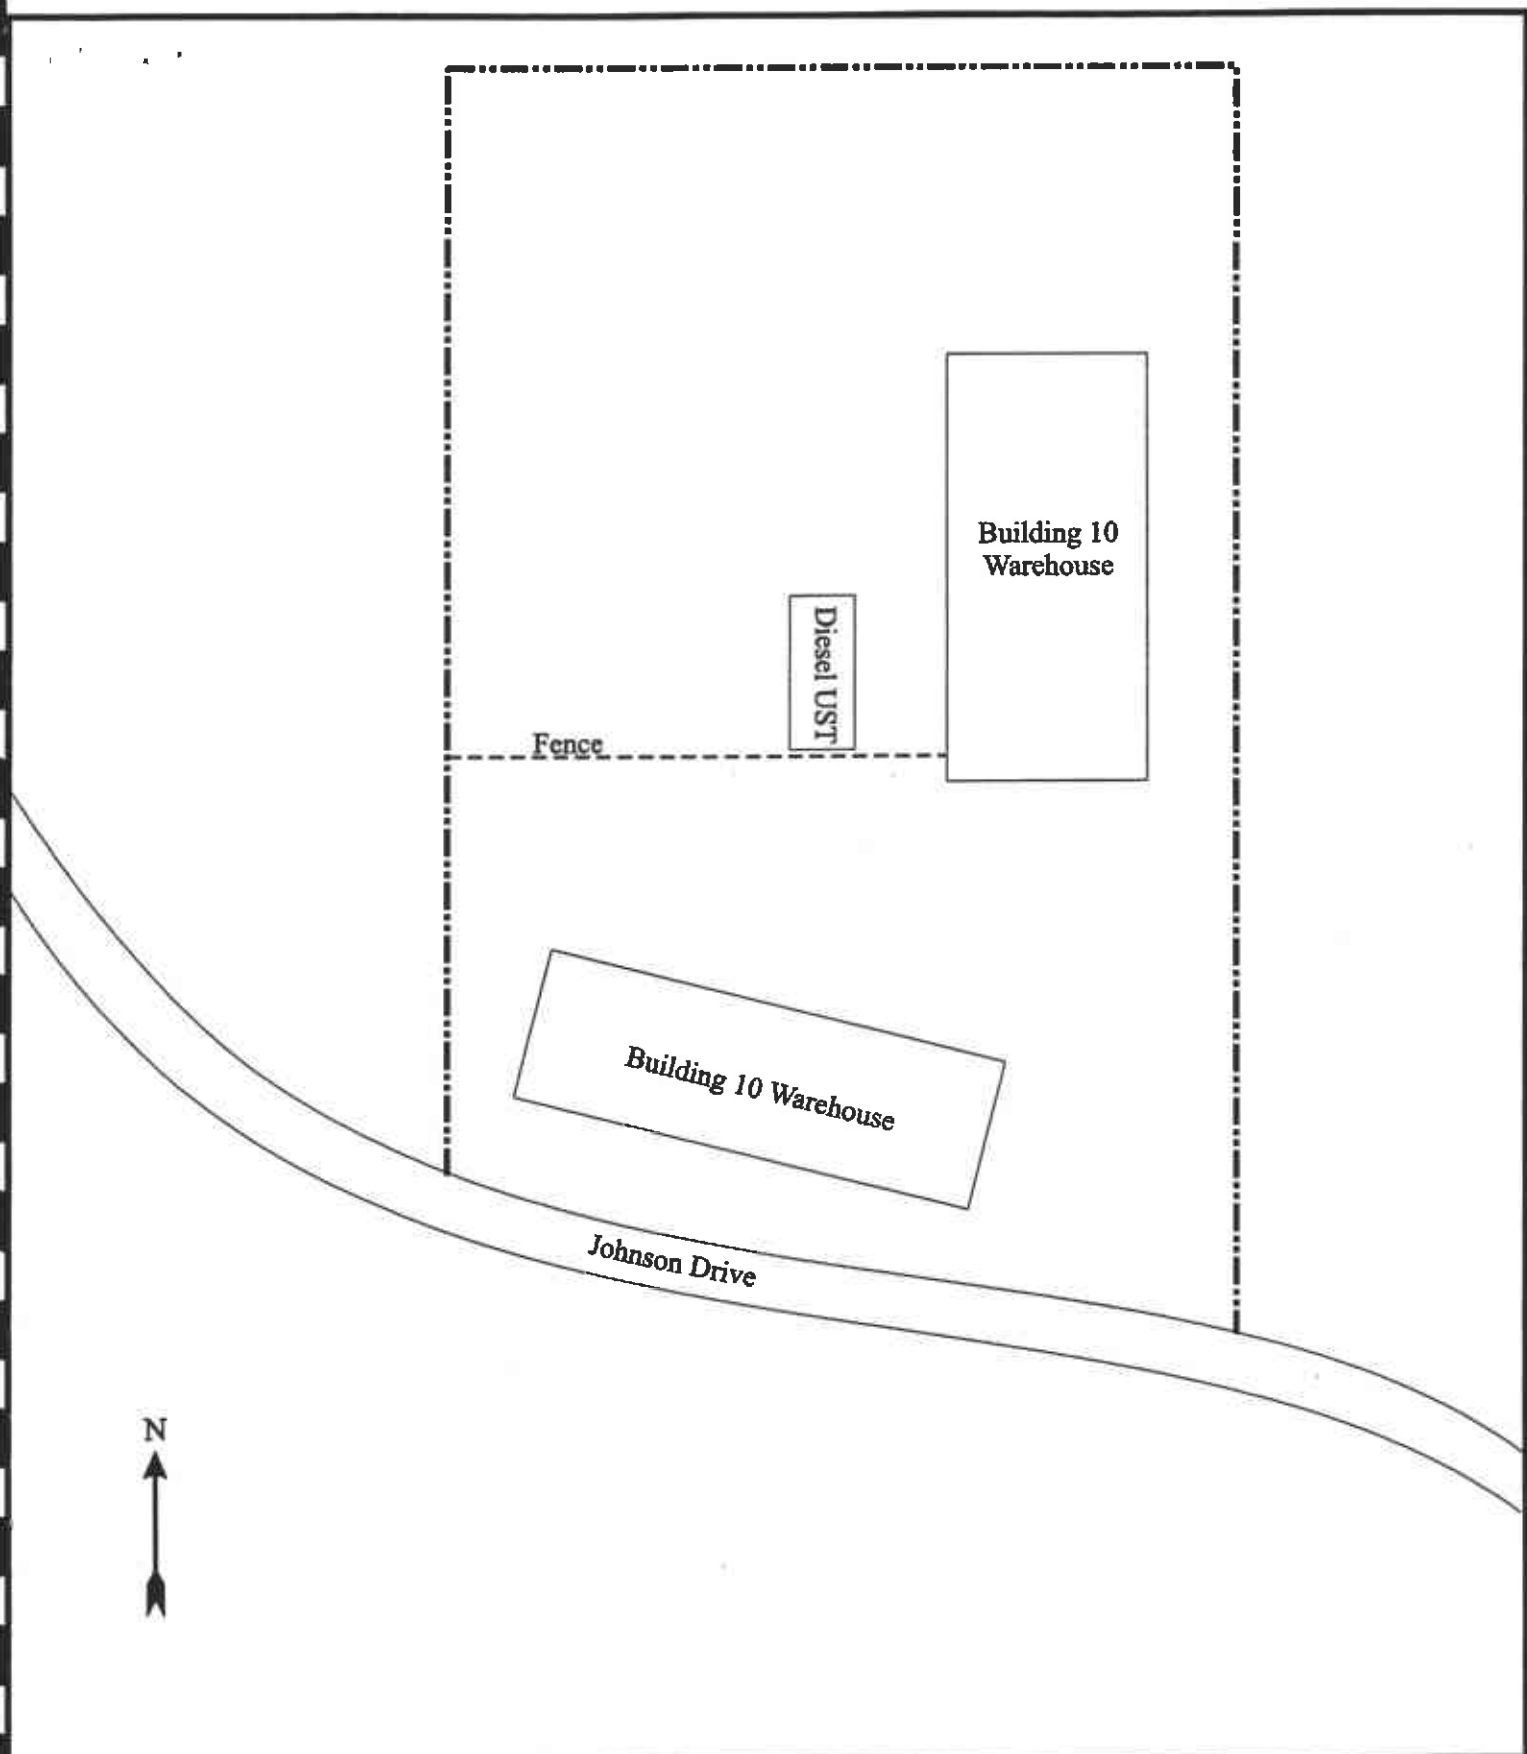 Building 10
Warehouse
Diesel UST
Fence
Building 10 Warehouse
Johnson Drive
N